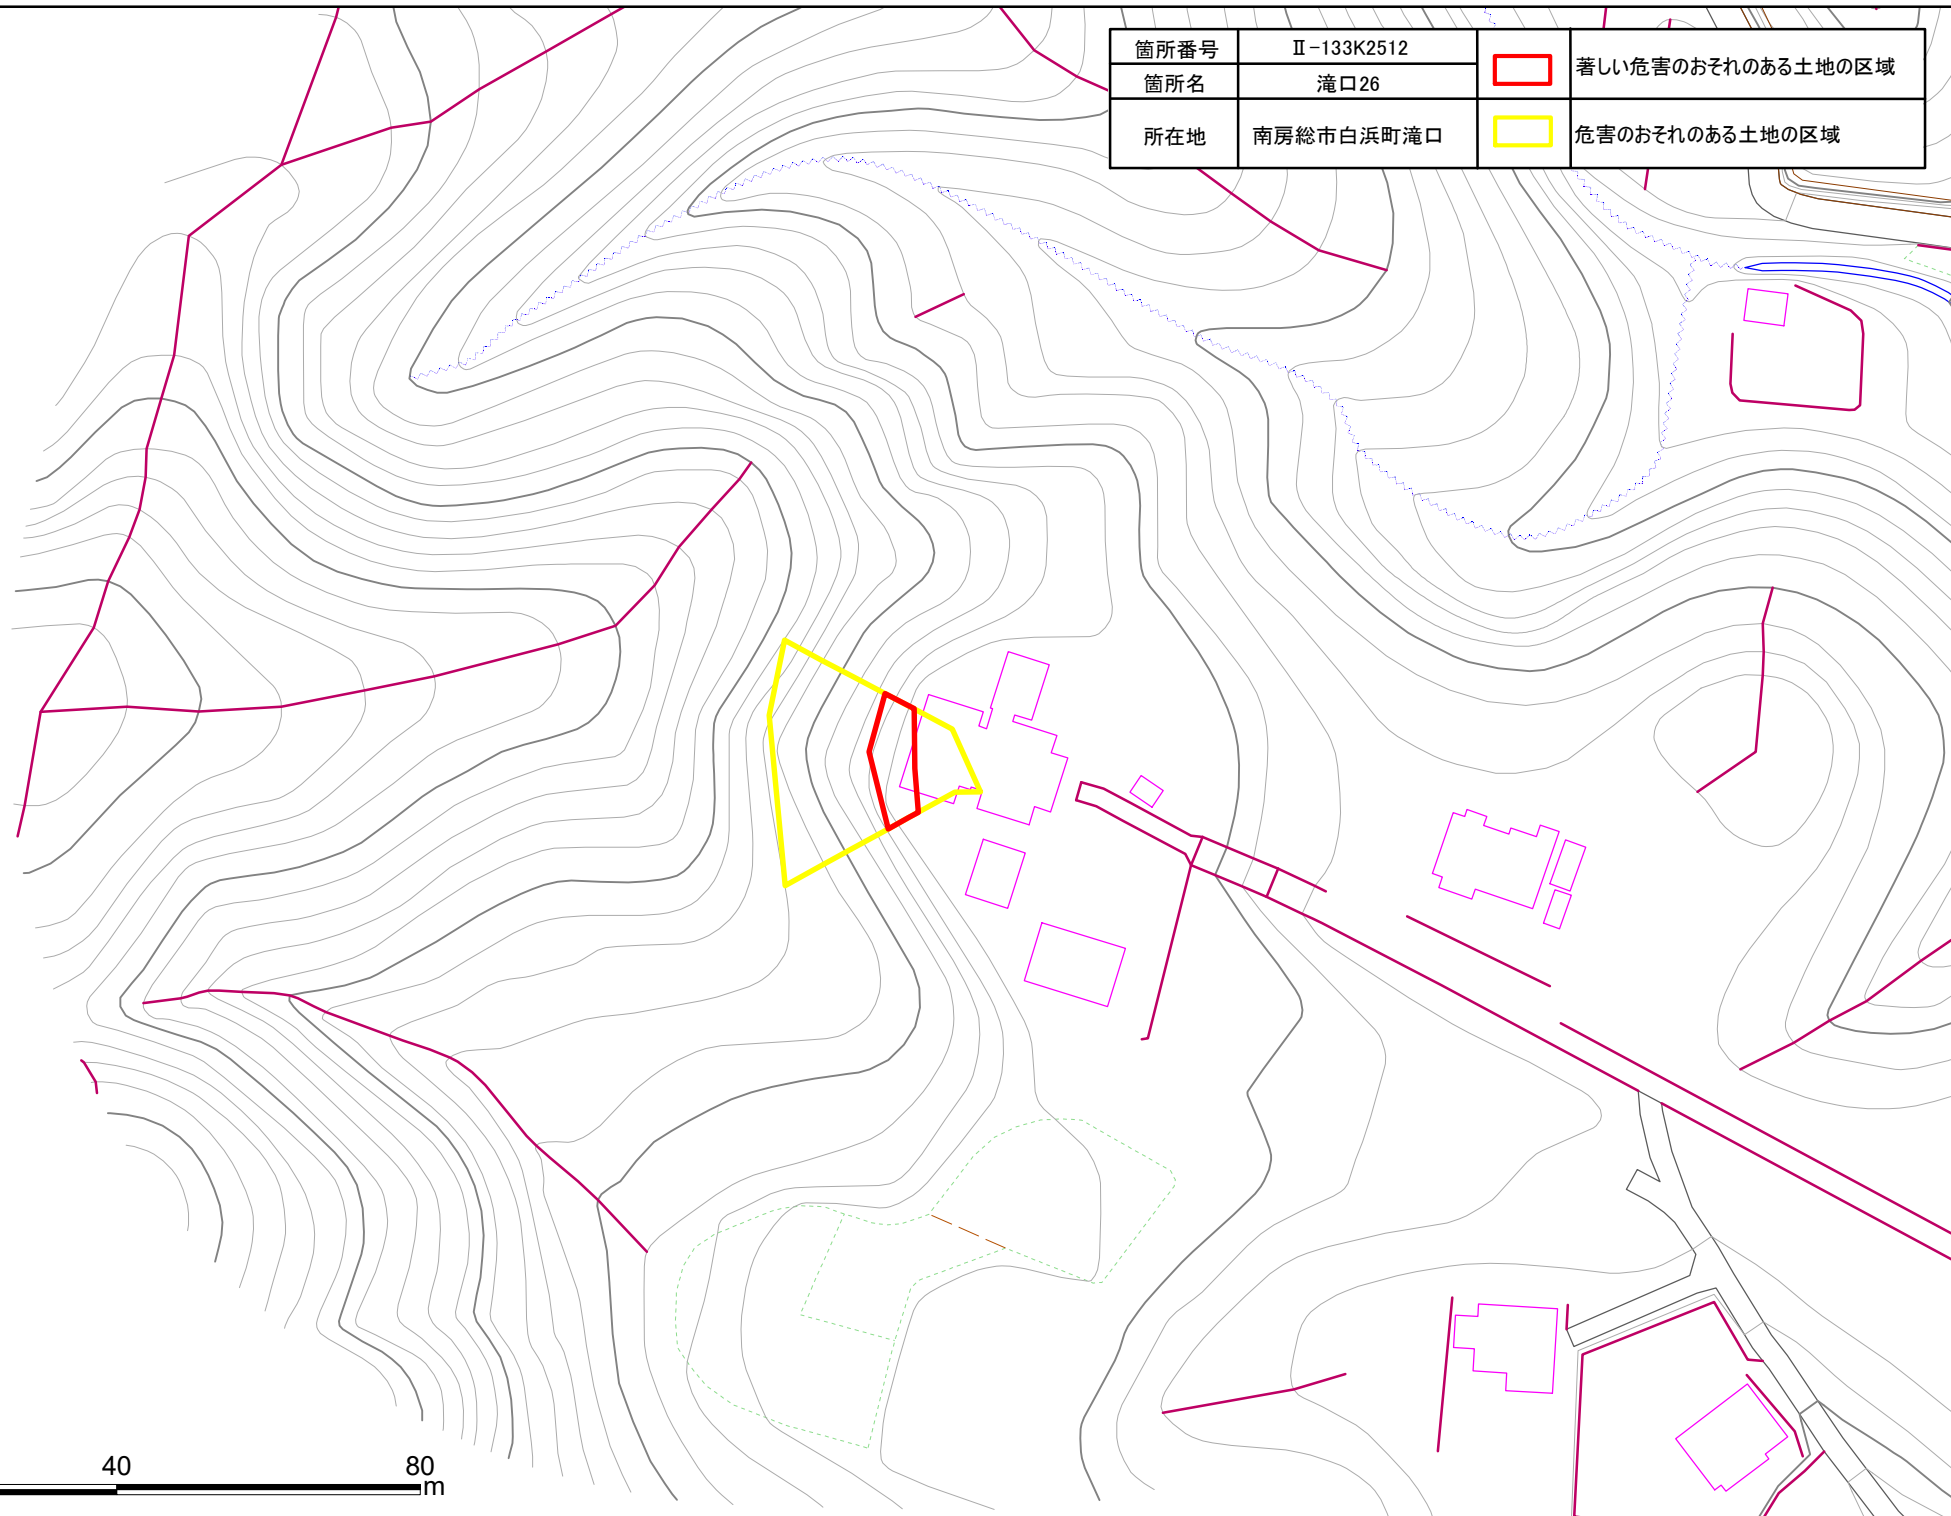 箇所番号 Ⅱ-133K2512 著しい危害のおそれのある土地の区域
箇所名 滝口26
所在地 南房総市白浜町滝口 危害のおそれのある土地の区域
40 80
m